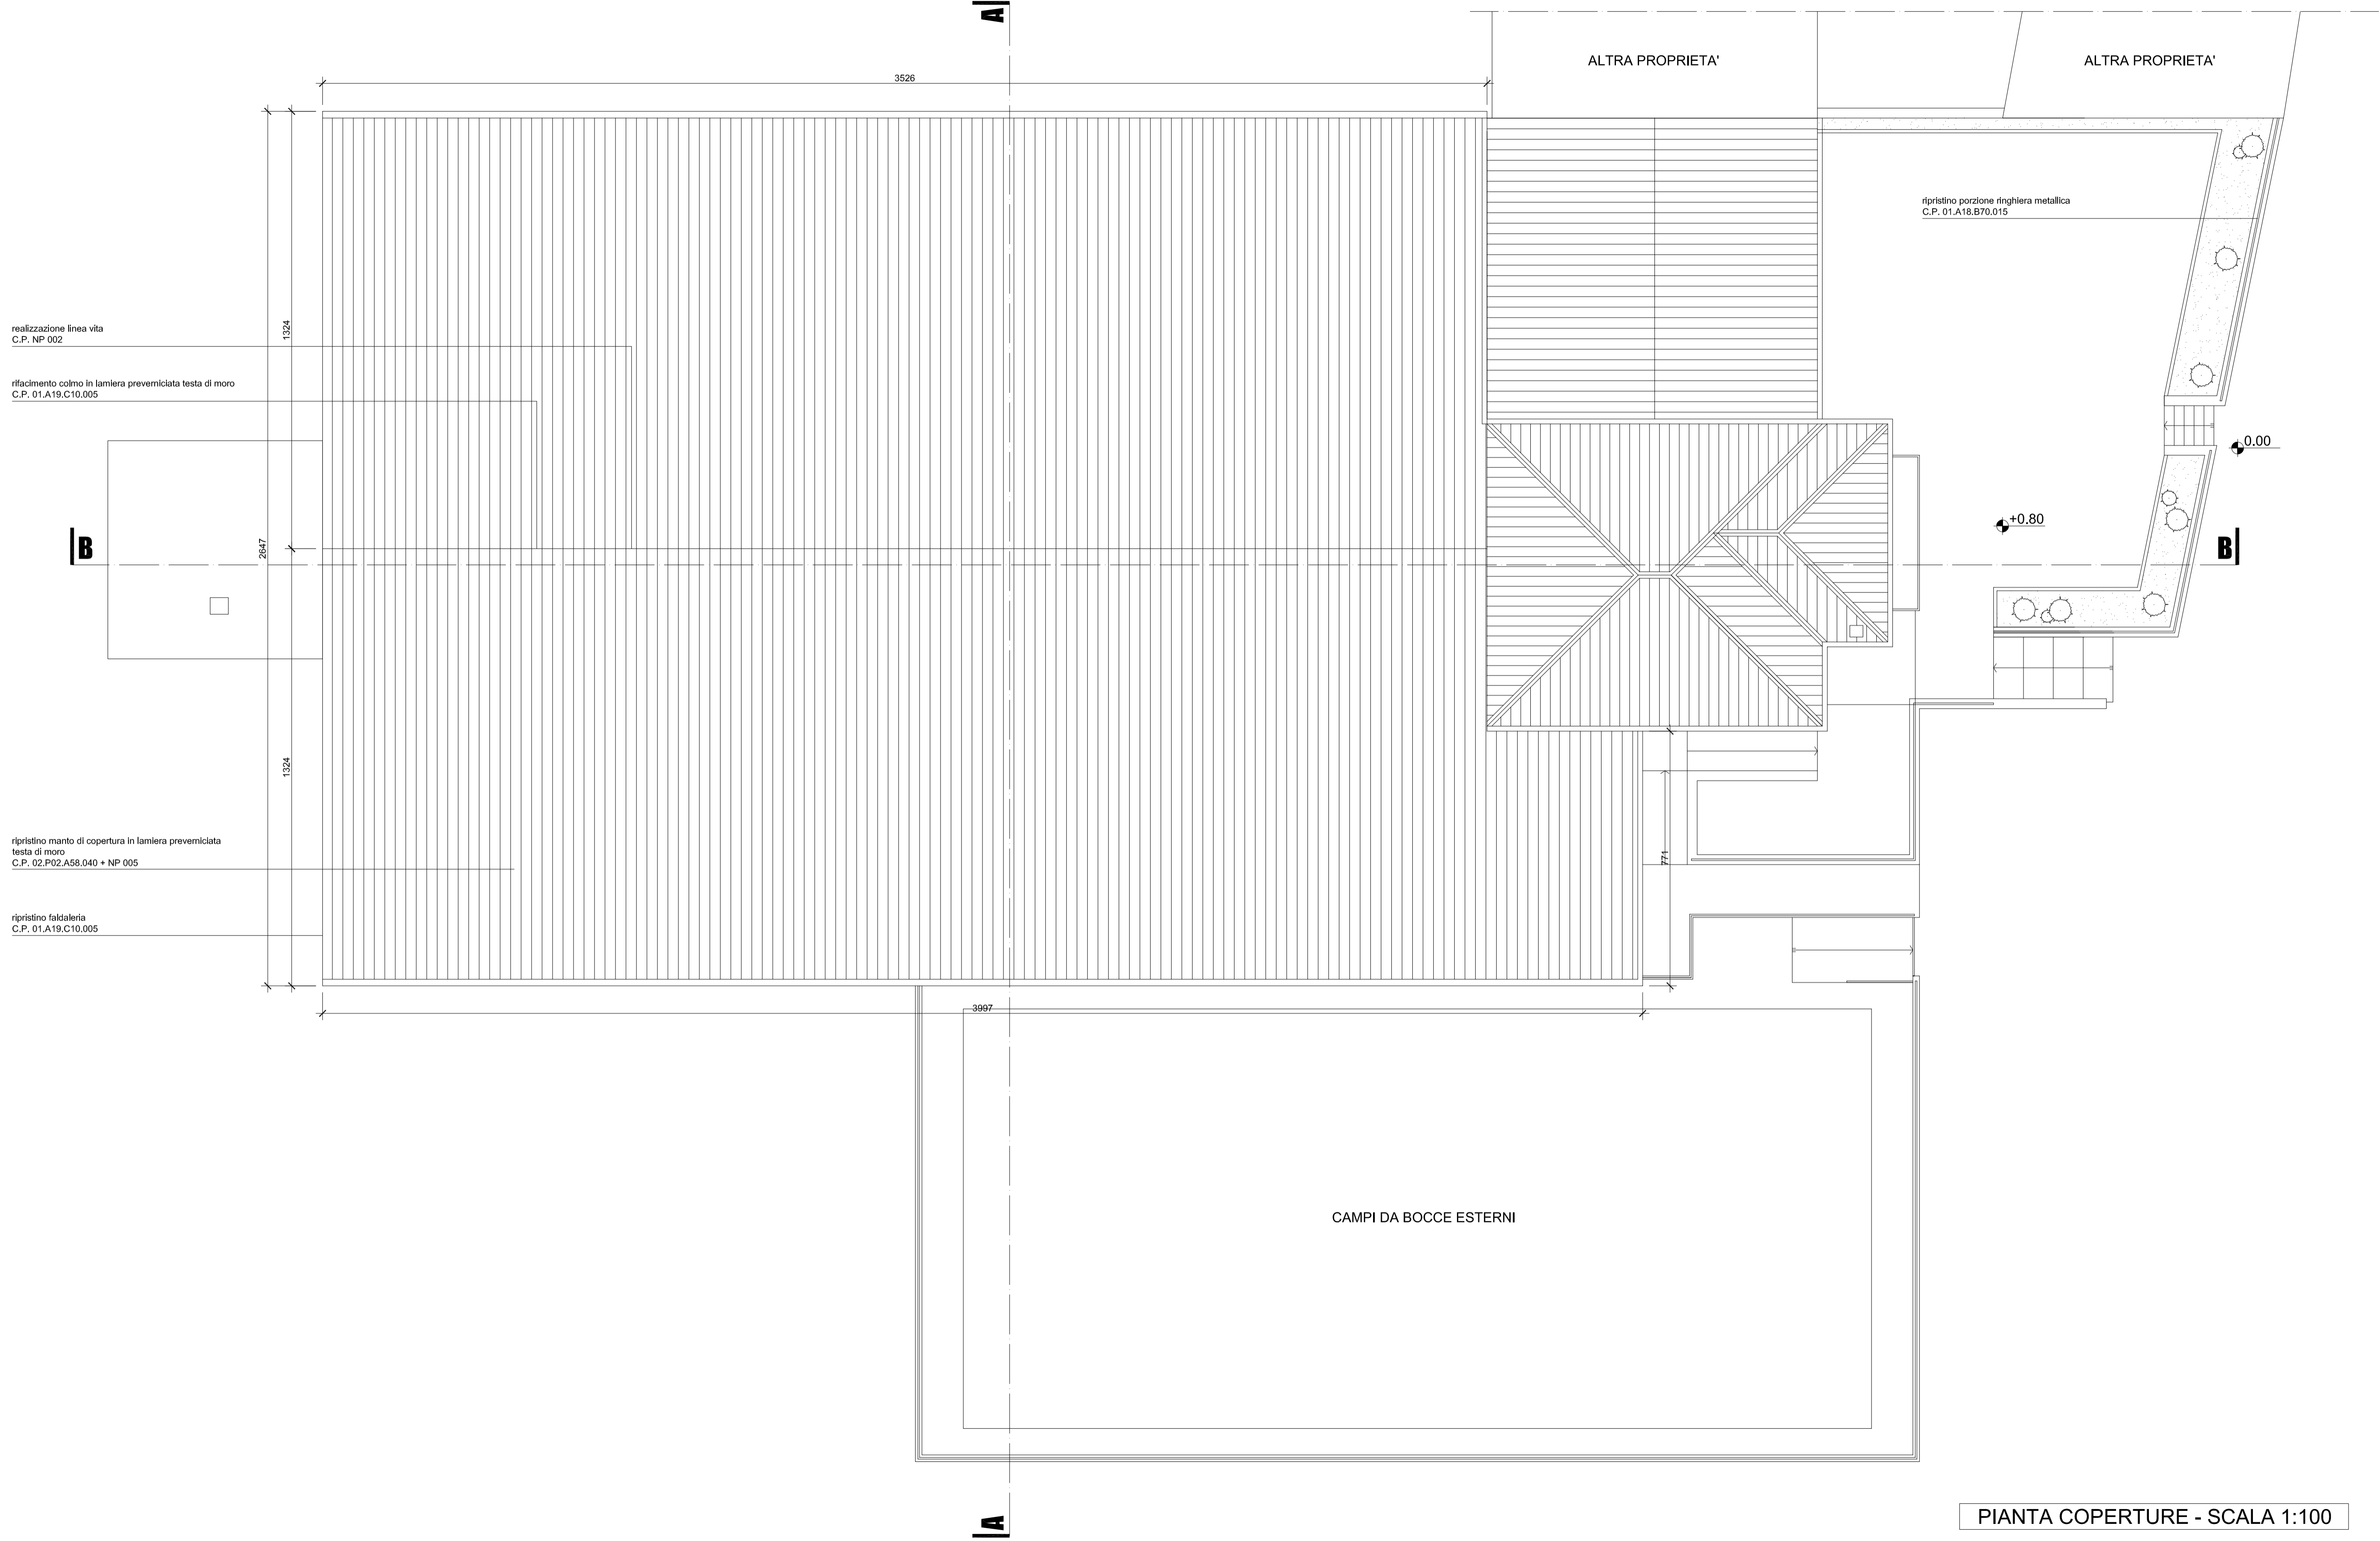 A
ALTRA PROPRIETA'
ALTRA PROPRIETA'
3526
ripristino porzione ringhiera metallica
C.P. 01.A18.B70.015
1324
realizzazione linea vita
C.P. NP 002
rifacimento colmo in lamiera preverniciata testa di moro
C.P. 01.A19.C10.005
0.00
+0.80
B
2647
B
1324
ripristino manto di copertura in lamiera preverniciata
testa di moro
C.P. 02.P02.A58.040 + NP 005
771
ripristino faldaleria
C.P. 01.A19.C10.005
3997
CAMPI DA BOCCE ESTERNI
A
PIANTA COPERTURE - SCALA 1:100